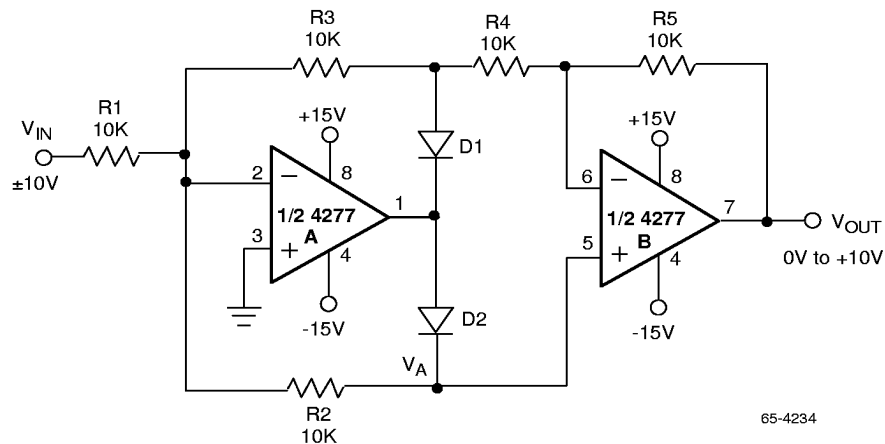 R3
10K
R4
10K
R5
10K
R1
10K
V_IN
±10V
+15V
D1
+15V
2
−
8
1
6
−
8
7
1/2 4277
A
1/2 4277
B
V_OUT
0V to +10V
3
+
4
5
+
4
-15V
D2
-15V
V_A
R2
10K
65-4234